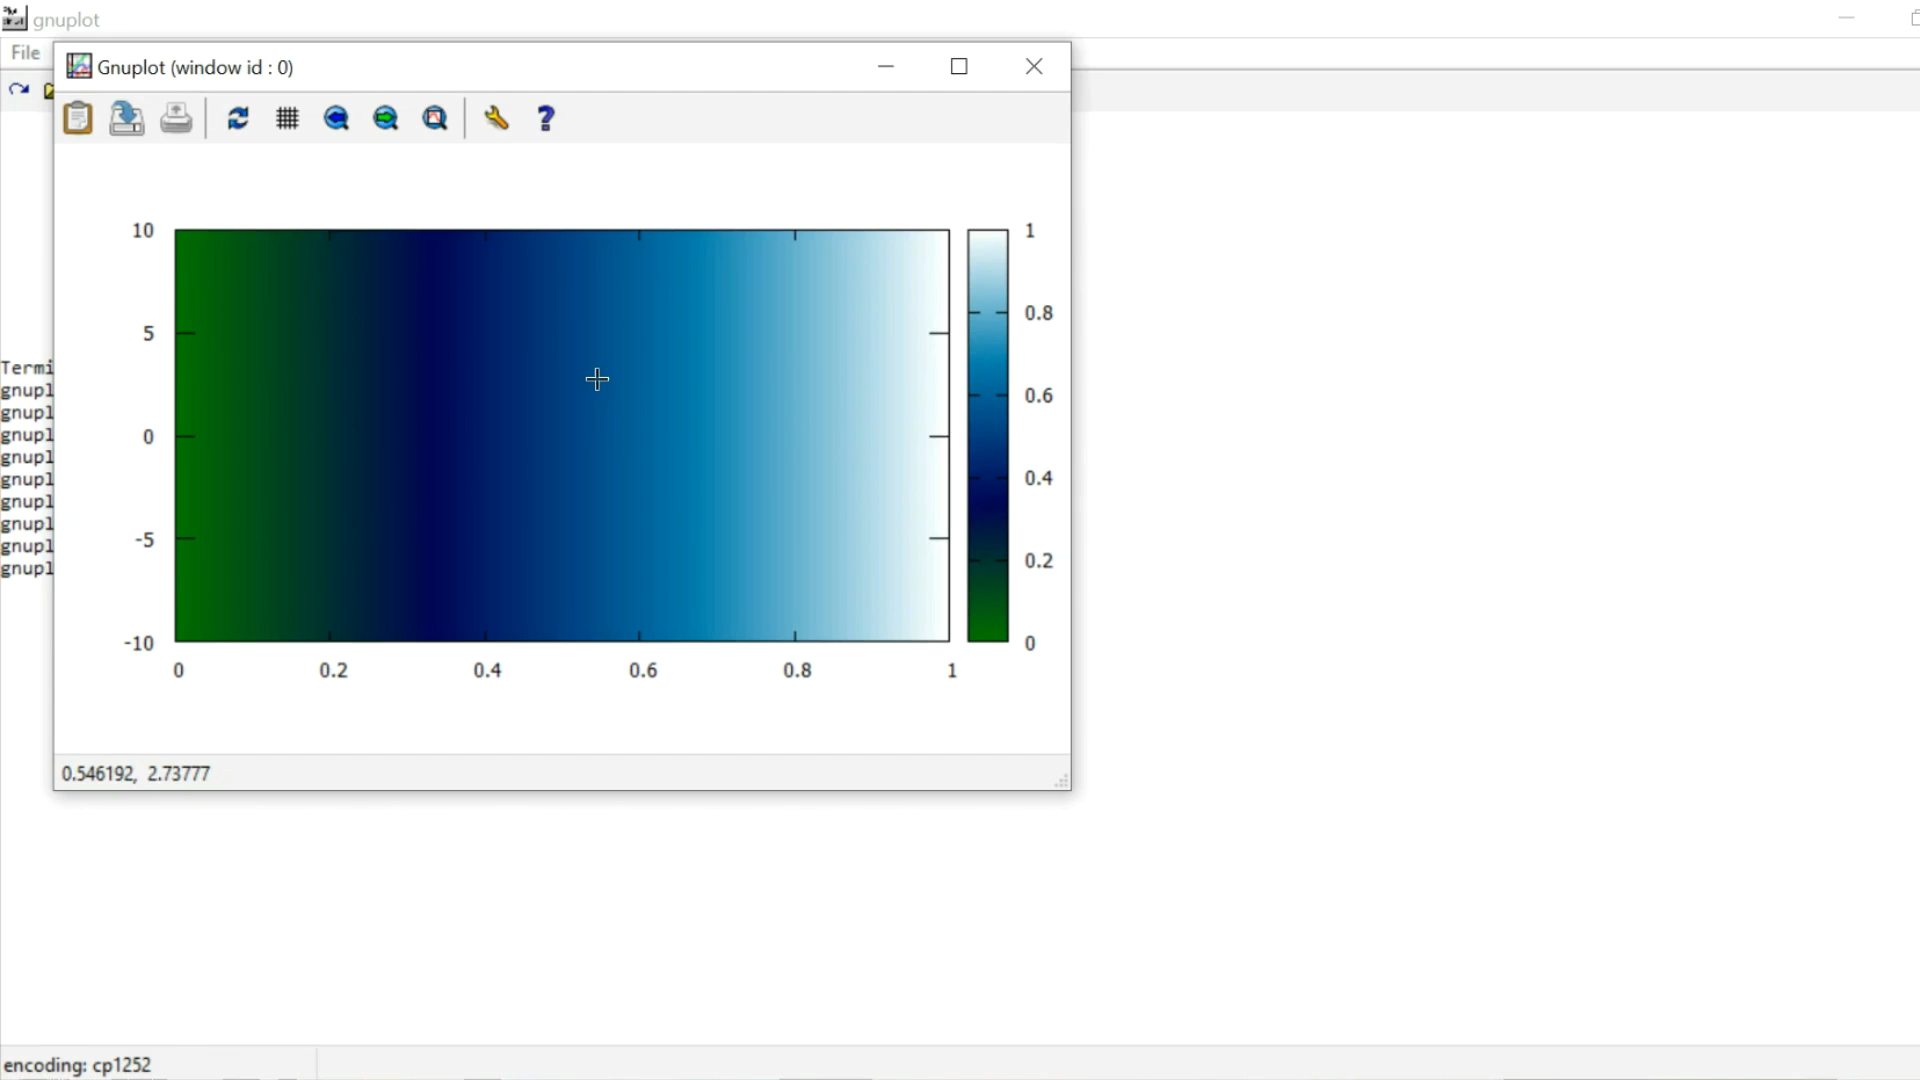 gnuplot
File
Gnuplot (window id : 0)
10
5
0
-5
-10
0 0.2 0.4 0.6 0.8 1
1
0.8
0.6
0.4
0.2
0
Termi
gnupl
gnupl
gnupl
gnupl
gnupl
gnupl
gnupl
gnupl
gnupl
0.546192, 2.73777
encoding: cp1252